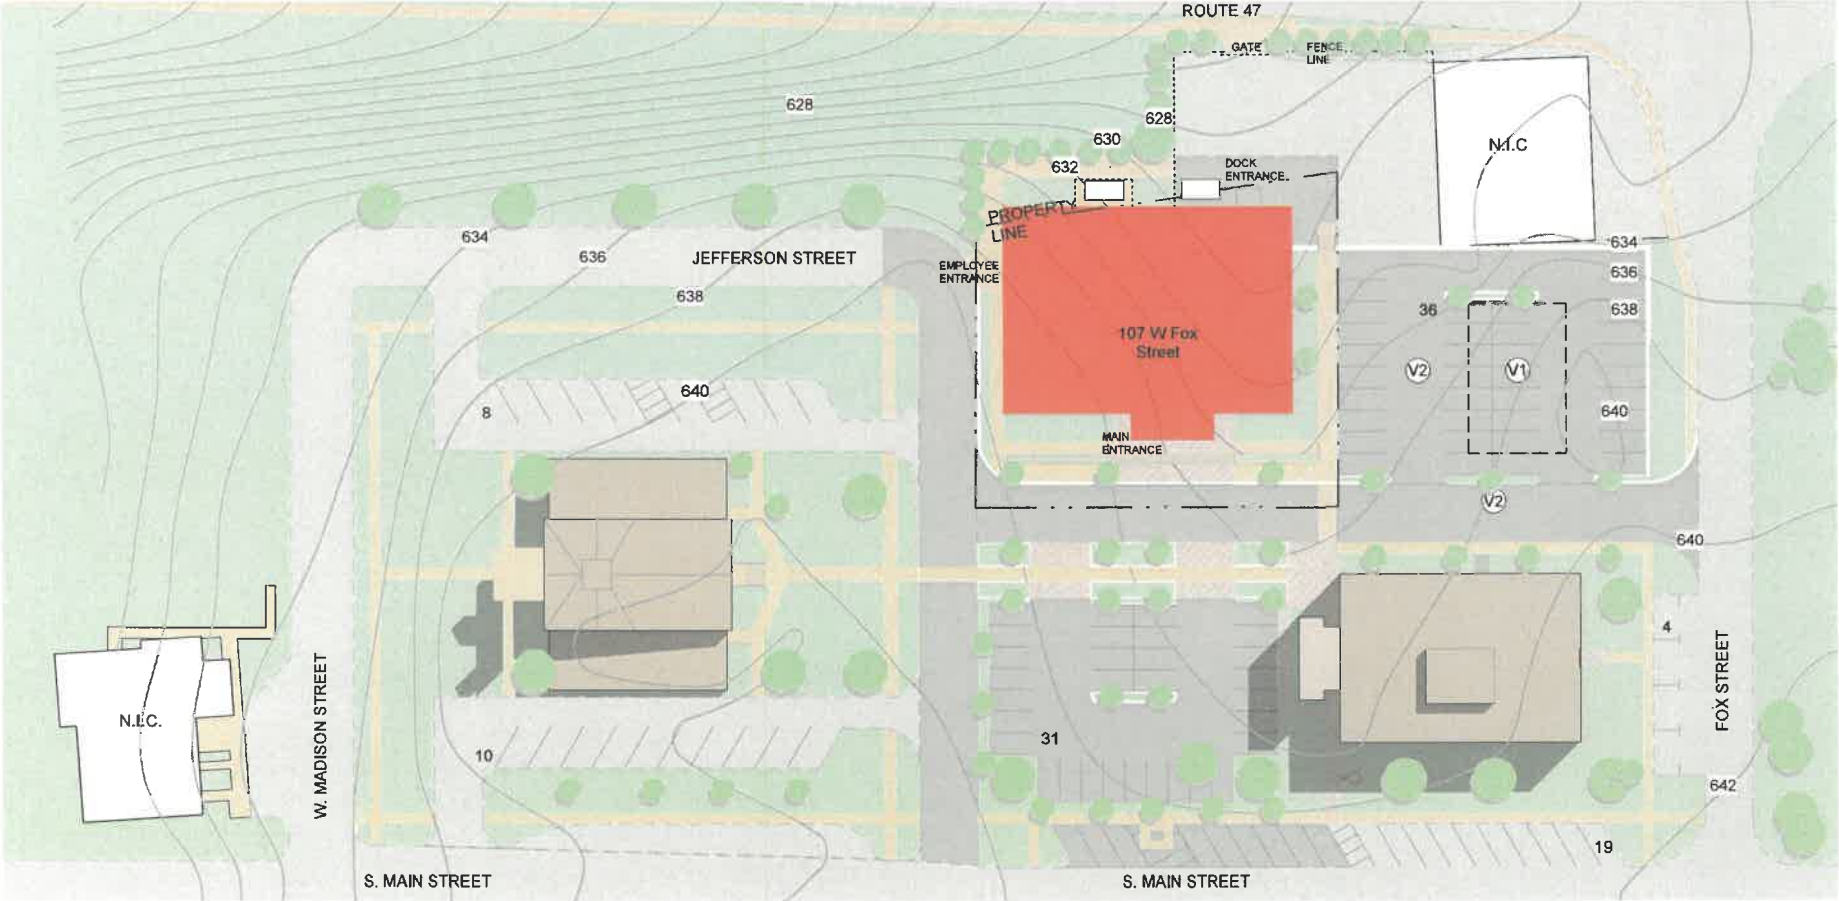 ROUTE 47
GATE
FENCE
LINE
628
628
630
632
N.I.C
DOCK
ENTRANCE
PROPERTY
LINE
634
636
JEFFERSON STREET
638
EMPLOYEE
ENTRANCE
634
636
638
36
107 W Fox
Street
V2
V1
640
8
640
MAIN
ENTRANCE
V2
640
4
N.I.C.
W. MADISON STREET
FOX STREET
10
31
642
19
S. MAIN STREET
S. MAIN STREET